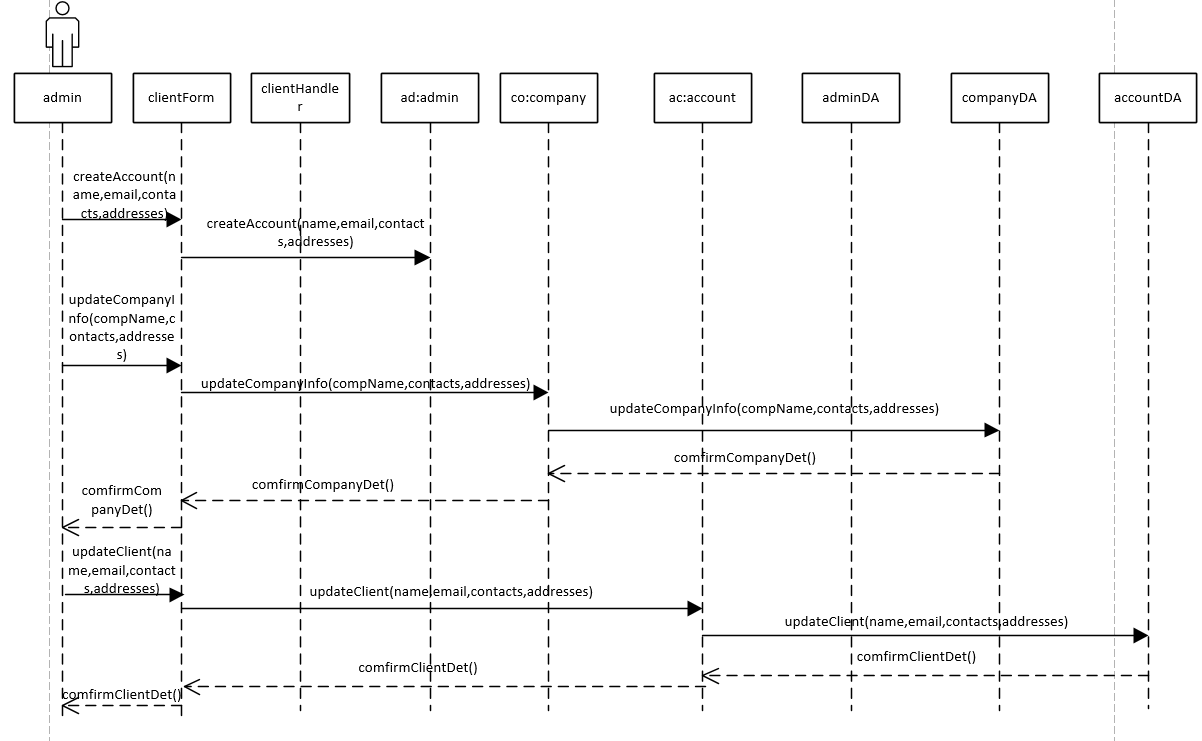 admin
clientForm
clientHandle
r
ad:admin
co:company
ac:account
adminDA
companyDA
accountDA
createAccount(n
ame,email,conta
cts,addresses)
createAccount(name,email,contact
s,addresses)
updateCompanyI
nfo(compName,c
ontacts,addresse
s)
updateCompanyInfo(compName,contacts,addresses)
updateCompanyInfo(compName,contacts,addresses)
comfirmCompanyDet()
comfirmCompanyDet()
comfirmCom
panyDet()
updateClient(na
me,email,contact
s,addresses)
updateClient(name,email,contacts,addresses)
updateClient(name,email,contacts,addresses)
comfirmClientDet()
comfirmClientDet()
comfirmClientDet()